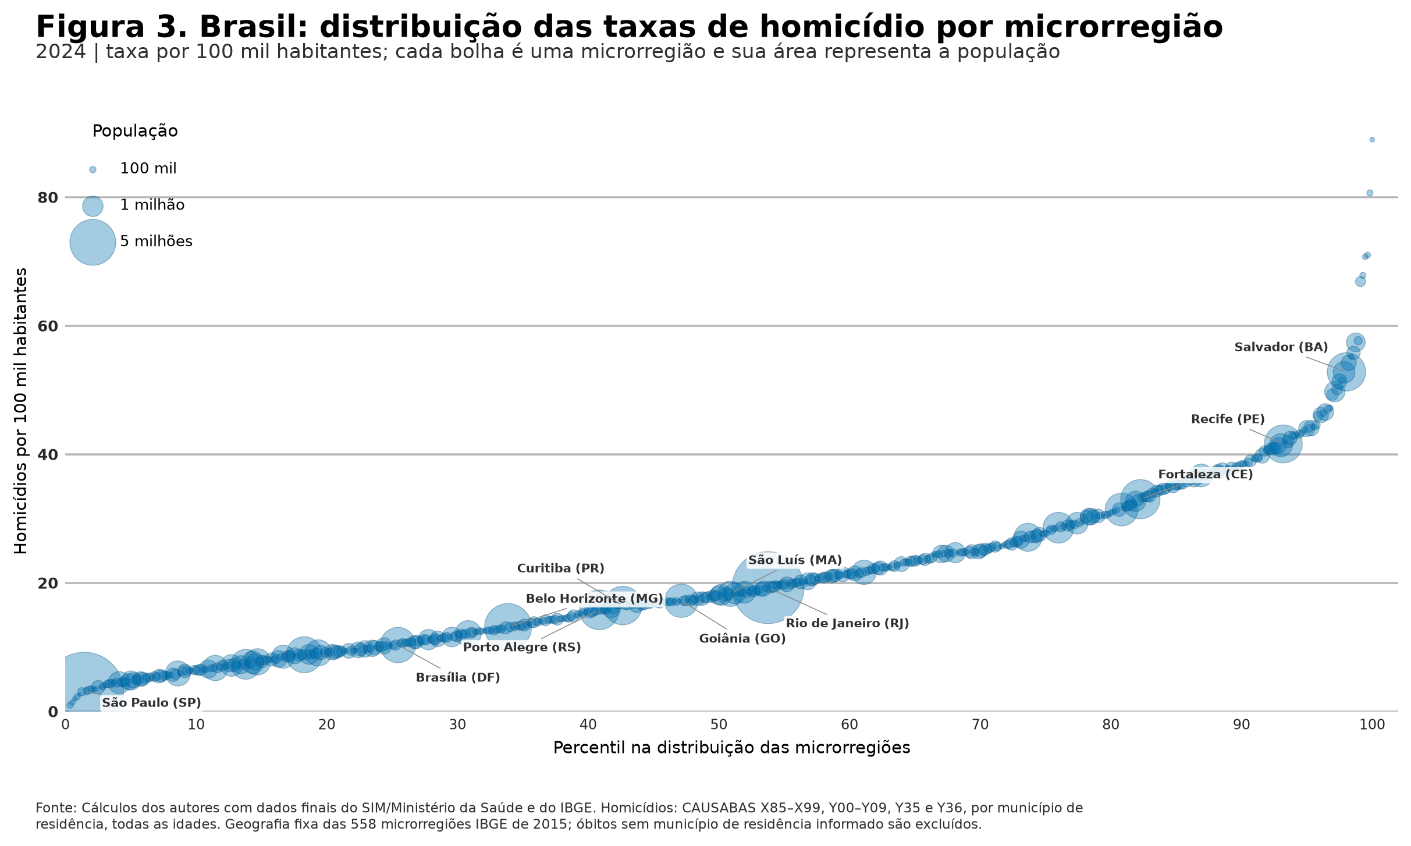 Figura 3. Brasil: distribuição das taxas de homicídio por microrregião
2024 | taxa por 100 mil habitantes; cada bolha é uma microrregião e sua área representa a população
População
100 mil
1 milhão
5 milhões
Homicídios por 100 mil habitantes
80
60
40
20
0
Salvador (BA)
Recife (PE)
Fortaleza (CE)
São Luís (MA)
Curitiba (PR)
Belo Horizonte (MG)
Rio de Janeiro (RJ)
Goiânia (GO)
Porto Alegre (RS)
Brasília (DF)
São Paulo (SP)
0 10 20 30 40 50 60 70 80 90 100
Percentil na distribuição das microrregiões
Fonte: Cálculos dos autores com dados finais do SIM/Ministério da Saúde e do IBGE. Homicídios: CAUSABAS X85–X99, Y00–Y09, Y35 e Y36, por município de
residência, todas as idades. Geografia fixa das 558 microrregiões IBGE de 2015; óbitos sem município de residência informado são excluídos.